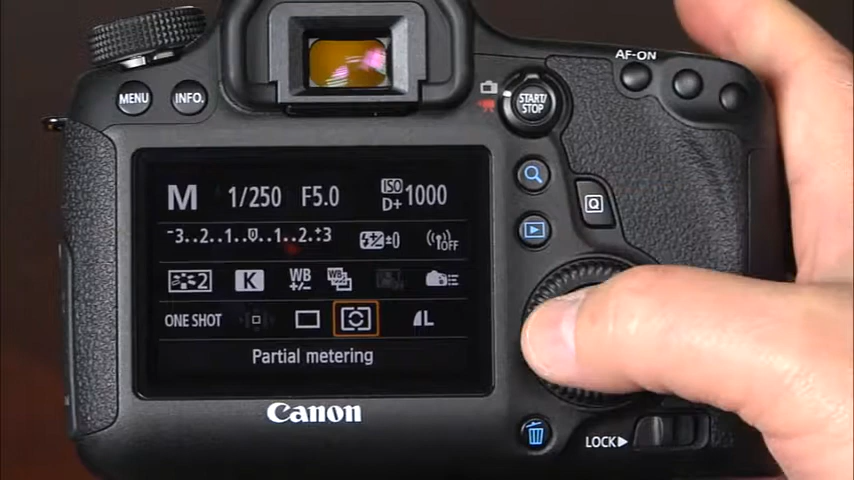 AF-ON
MENU INFO.
START/
STOP
M 1/250 F5.0 ISO D+ 1000
-3..2..1..0..1..2..+3 ±0 OFF
2 K WB +/- WB
ONE SHOT L
Partial metering
Q
Canon
LOCK